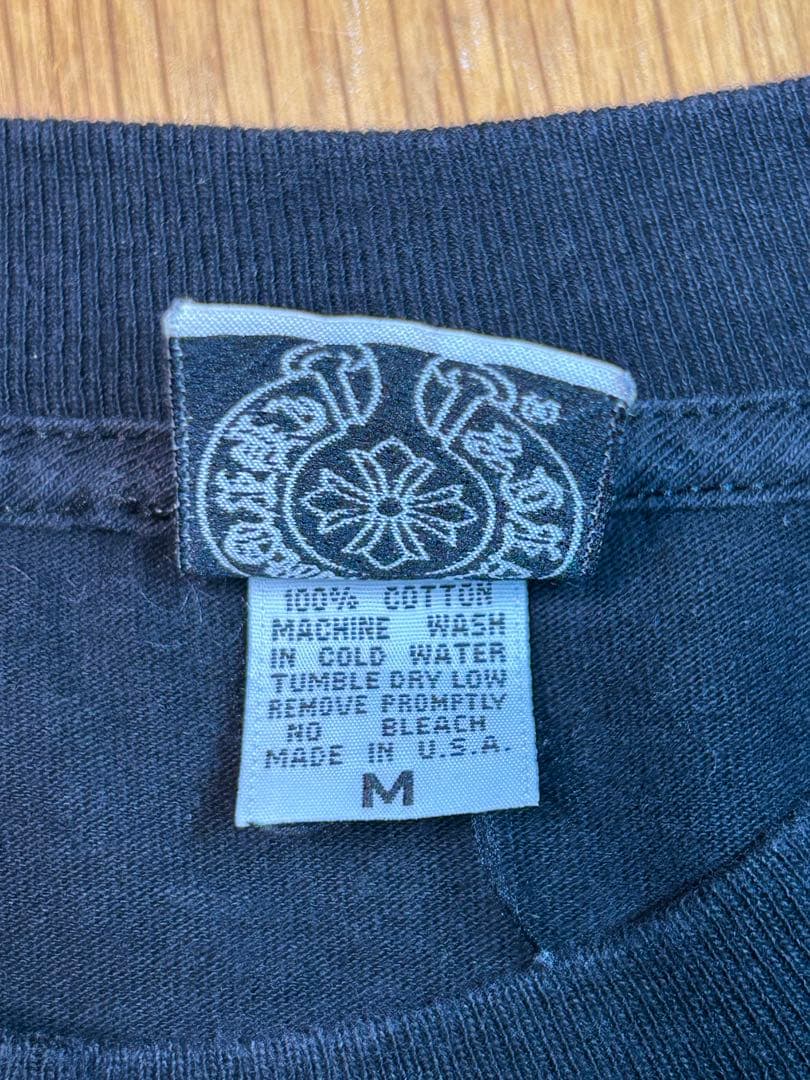 100% COTTON
MACHINE WASH
IN COLD WATER
TUMBLE DRY LOW
REMOVE PROMPTLY
NO BLEACH
MADE IN U.S.A.
M